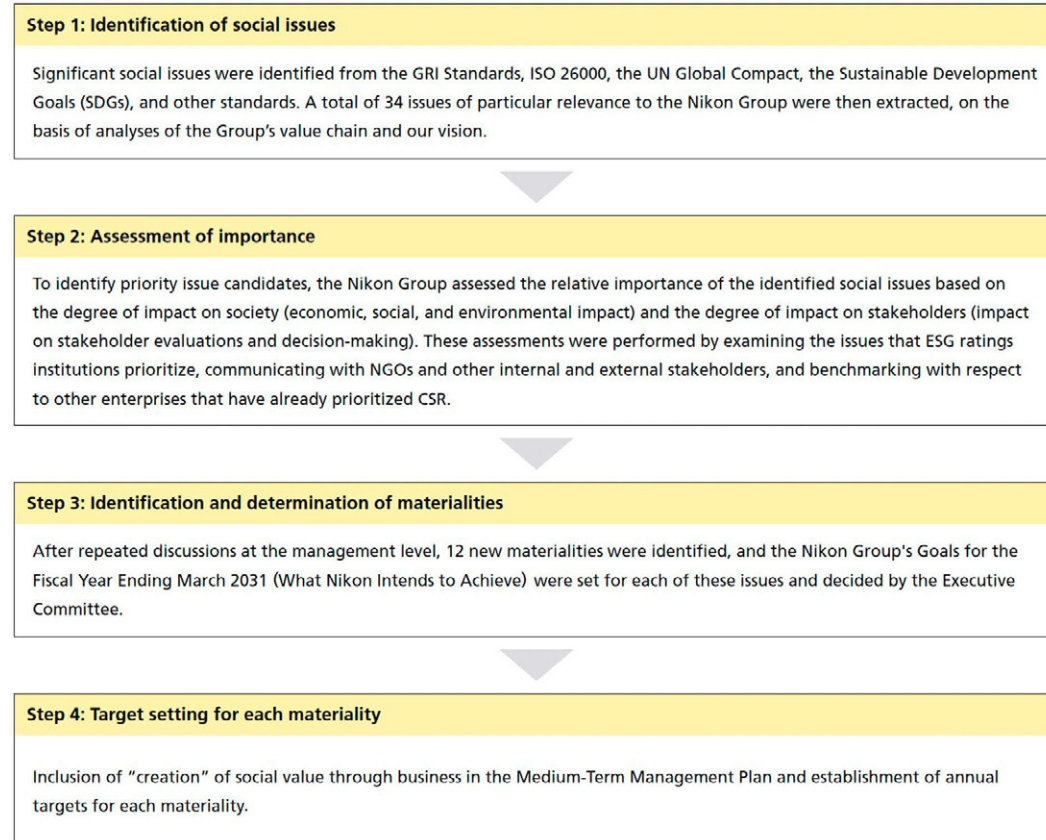 Step 1: Identification of social issues
Significant social issues were identified from the GRI Standards, ISO 26000, the UN Global Compact, the Sustainable Development
Goals (SDGs), and other standards. A total of 34 issues of particular relevance to the Nikon Group were then extracted, on the
basis of analyses of the Group's value chain and our vision.
Step 2: Assessment of importance
To identify priority issue candidates, the Nikon Group assessed the relative importance of the identified social issues based on
the degree of impact on society (economic, social, and environmental impact) and the degree of impact on stakeholders (impact
on stakeholder evaluations and decision-making). These assessments were performed by examining the issues that ESG ratings
institutions prioritize, communicating with NGOs and other internal and external stakeholders, and benchmarking with respect
to other enterprises that have already prioritized CSR.
Step 3: Identification and determination of materialities
After repeated discussions at the management level, 12 new materialities were identified, and the Nikon Group's Goals for the
Fiscal Year Ending March 2031 (What Nikon Intends to Achieve) were set for each of these issues and decided by the Executive
Committee.
Step 4: Target setting for each materiality
Inclusion of “creation” of social value through business in the Medium-Term Management Plan and establishment of annual
targets for each materiality.